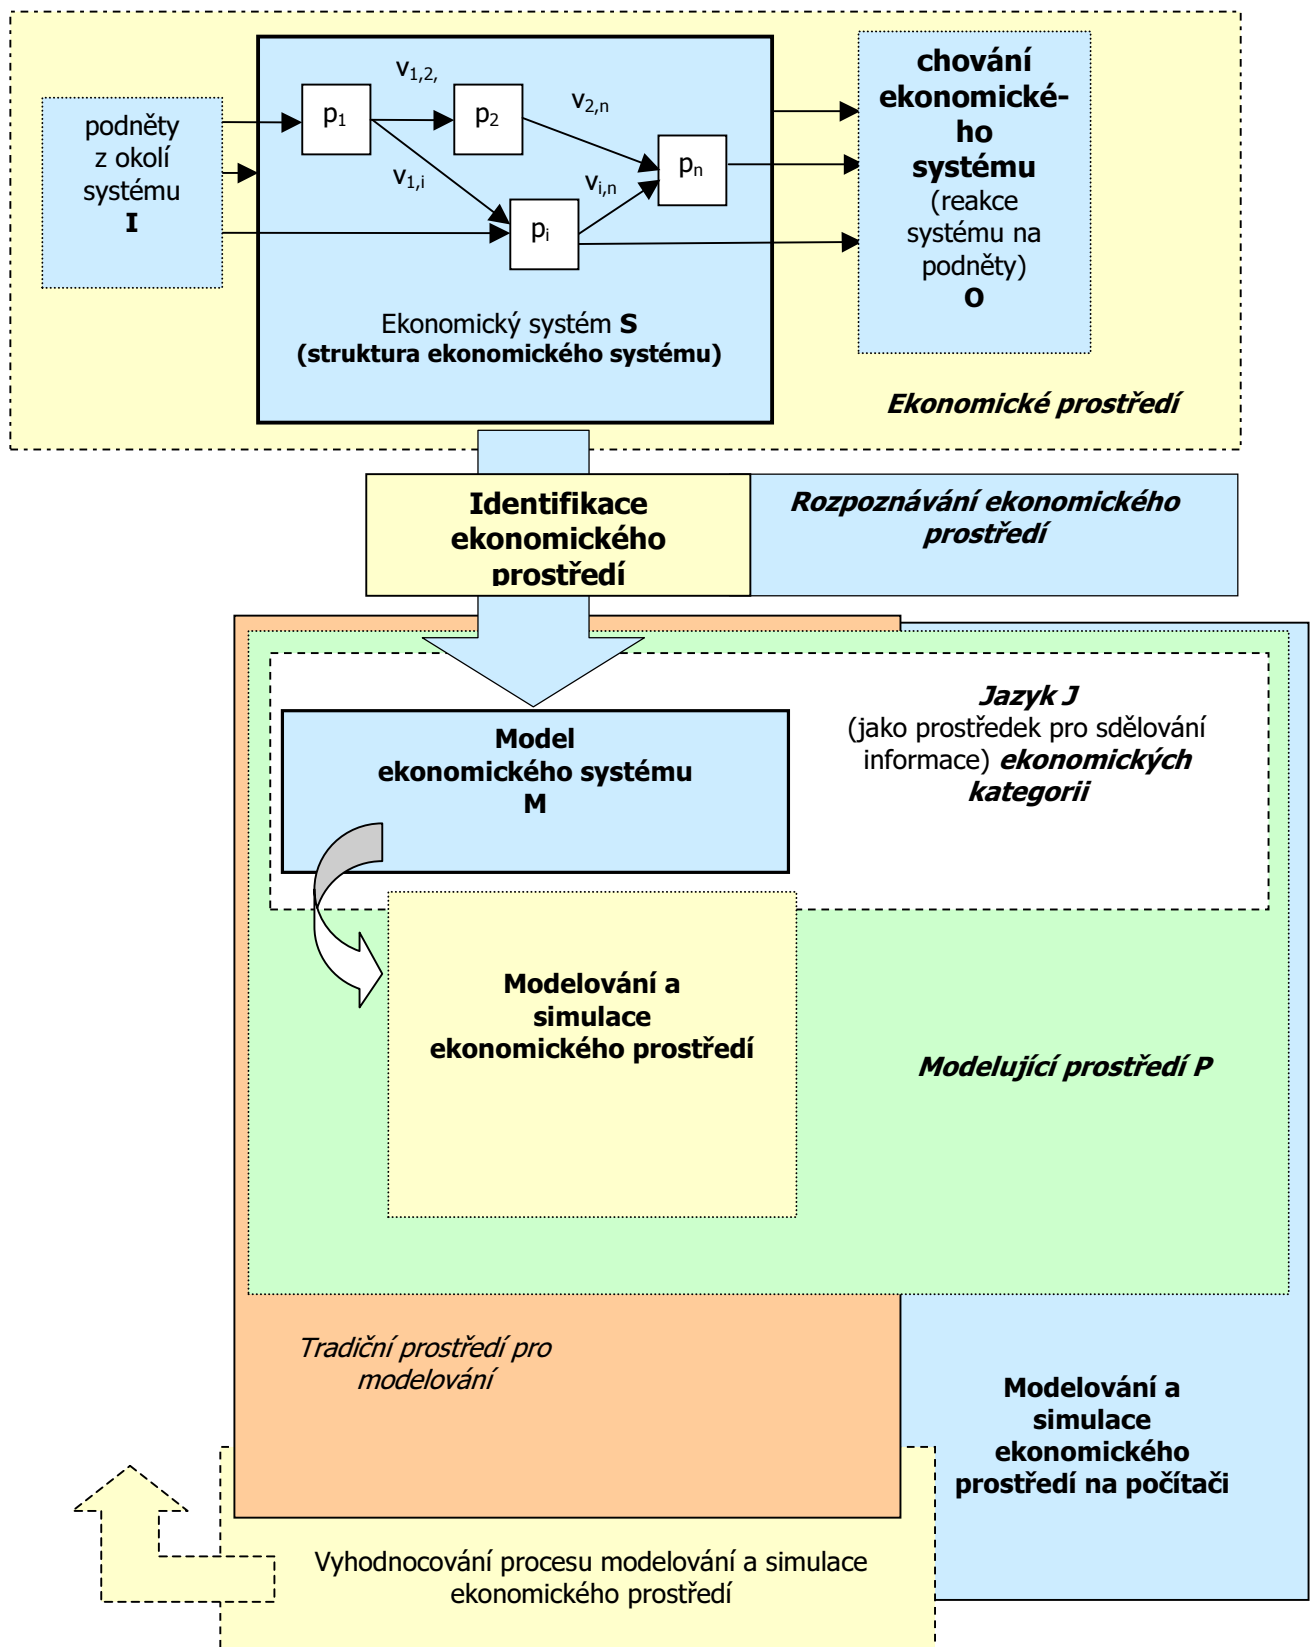 podněty
z okolí
systému
I
v1,2,
p1
p2
v2,n
v1,i
pi
vi,n
pn
Ekonomický systém S
(struktura ekonomického systému)
chování
ekonomické-
ho
systému
(reakce
systému na
podněty)
O
Ekonomické prostředí
Identifikace
ekonomického
prostředí
Rozpoznávání ekonomického
prostředí
Model
ekonomického systému
M
Jazyk J
(jako prostředek pro sdělování
informace) ekonomických
kategorii
Modelování a
simulace
ekonomického prostředí
Modelující prostředí P
Tradiční prostředí pro
modelování
Modelování a
simulace
ekonomického
prostředí na počítači
Vyhodnocování procesu modelování a simulace
ekonomického prostředí